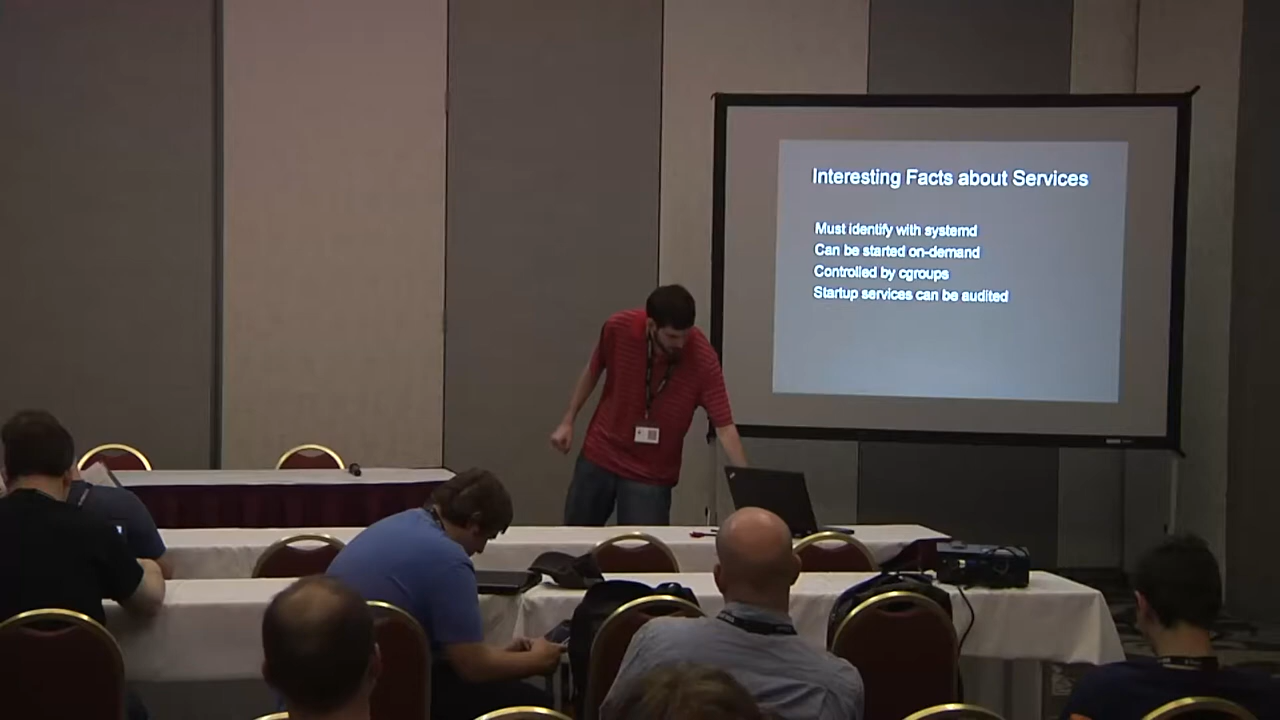 Interesting Facts about Services
Must identify with systemd
Can be started on-demand
Controlled by cgroups
Startup services can be audited